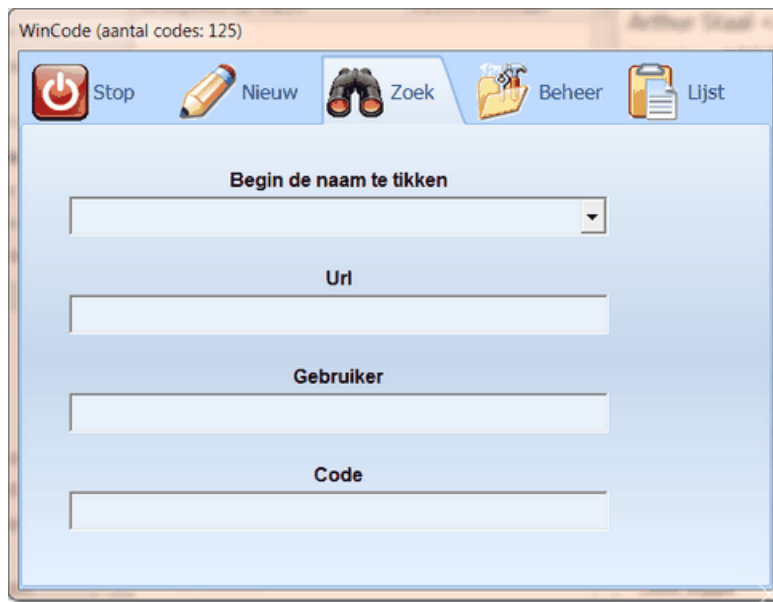 WinCode (aantal codes: 125)
Stop Nieuw Zoek Beheer Lijst
Begin de naam te tikken
Url
Gebruiker
Code